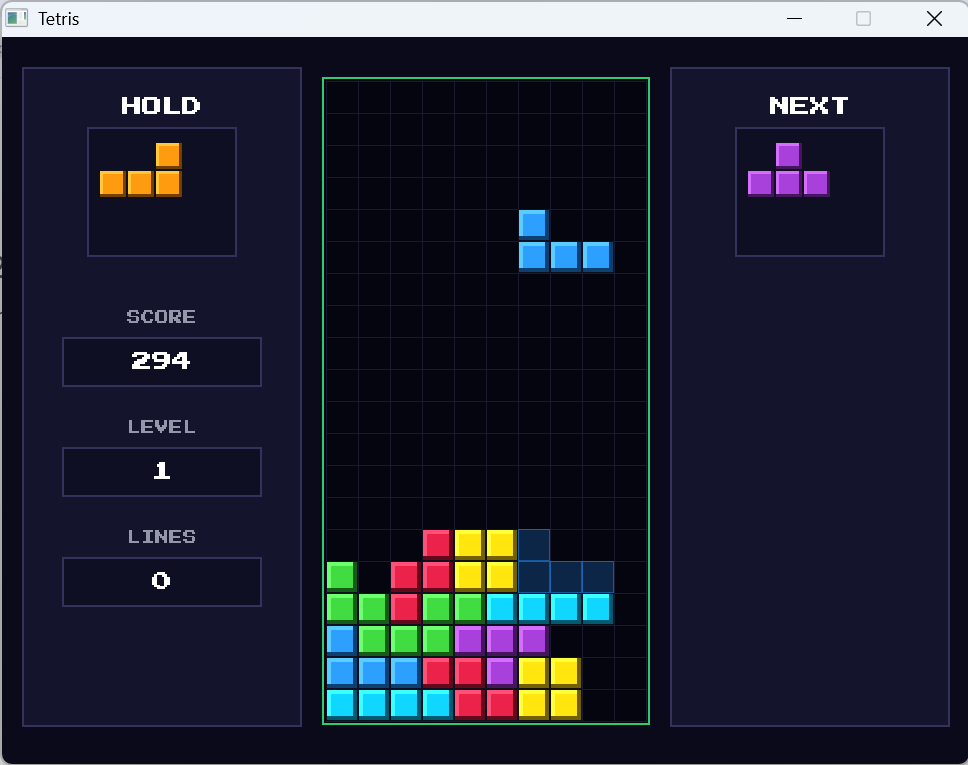 Tetris
HOLD
SCORE
294
LEVEL
1
LINES
0
NEXT